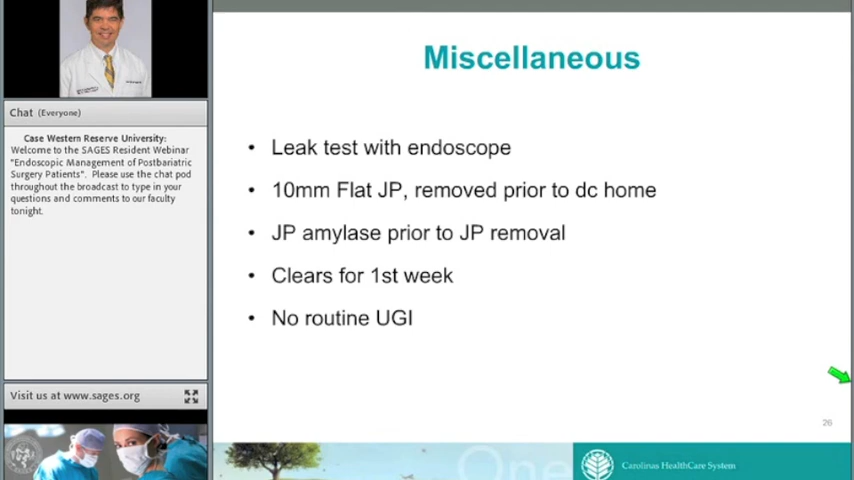 Miscellaneous
• Leak test with endoscope
• 10mm Flat JP, removed prior to dc home
• JP amylase prior to JP removal
• Clears for 1st week
• No routine UGI
26
One
Carolinas HealthCare System
Chat (Everyone)
Case Western Reserve University:
Welcome to the SAGES Resident Webinar
"Endoscopic Management of Postbariatric
Surgery Patients". Please use the chat pod
throughout the broadcast to type in your
questions and comments to our faculty
tonight.
Visit us at www.sages.org